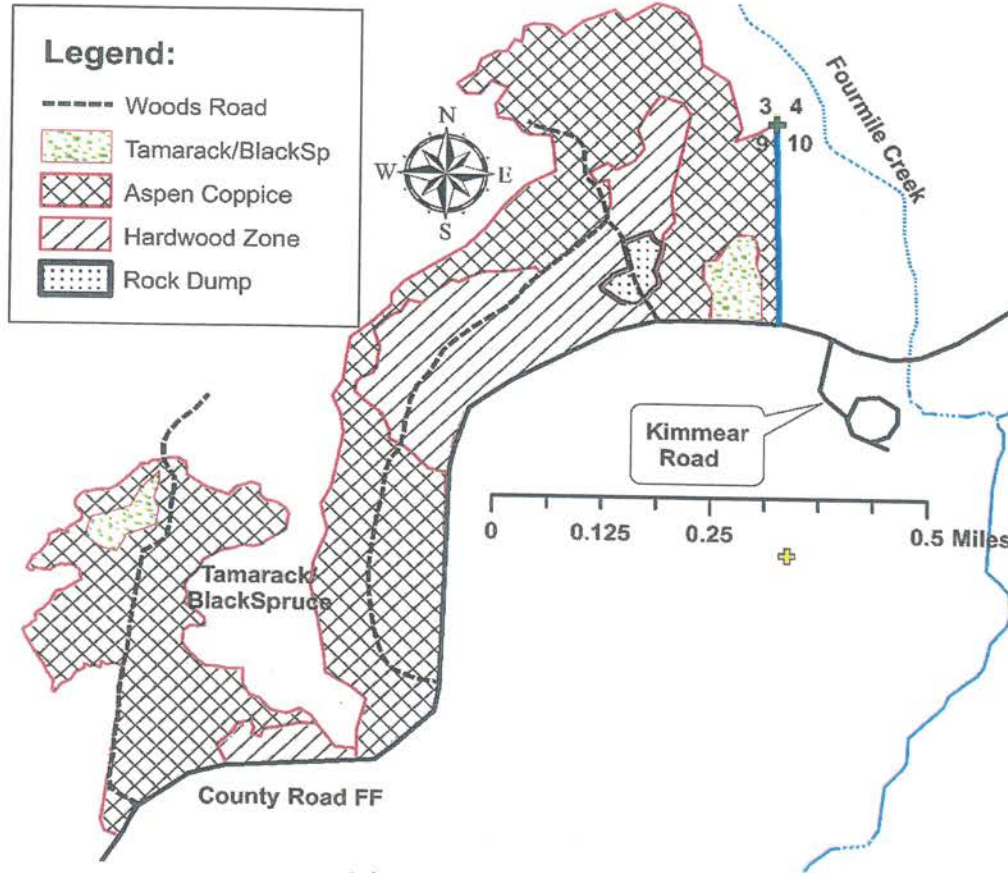 Legend:
Woods Road
Tamarack/BlackSp
Aspen Coppice
Hardwood Zone
Rock Dump
N
W E
S
3 4
9 10
Fourmile Creek
Kimmear
Road
0 0.125 0.25 0.5 Miles
Tamarack/
BlackSpruce
County Road FF